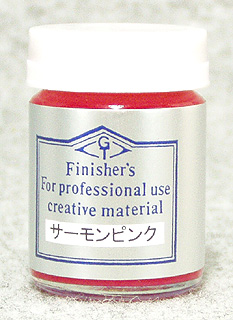 G
Finisher's
For professional use
creative material
サーモンピンク